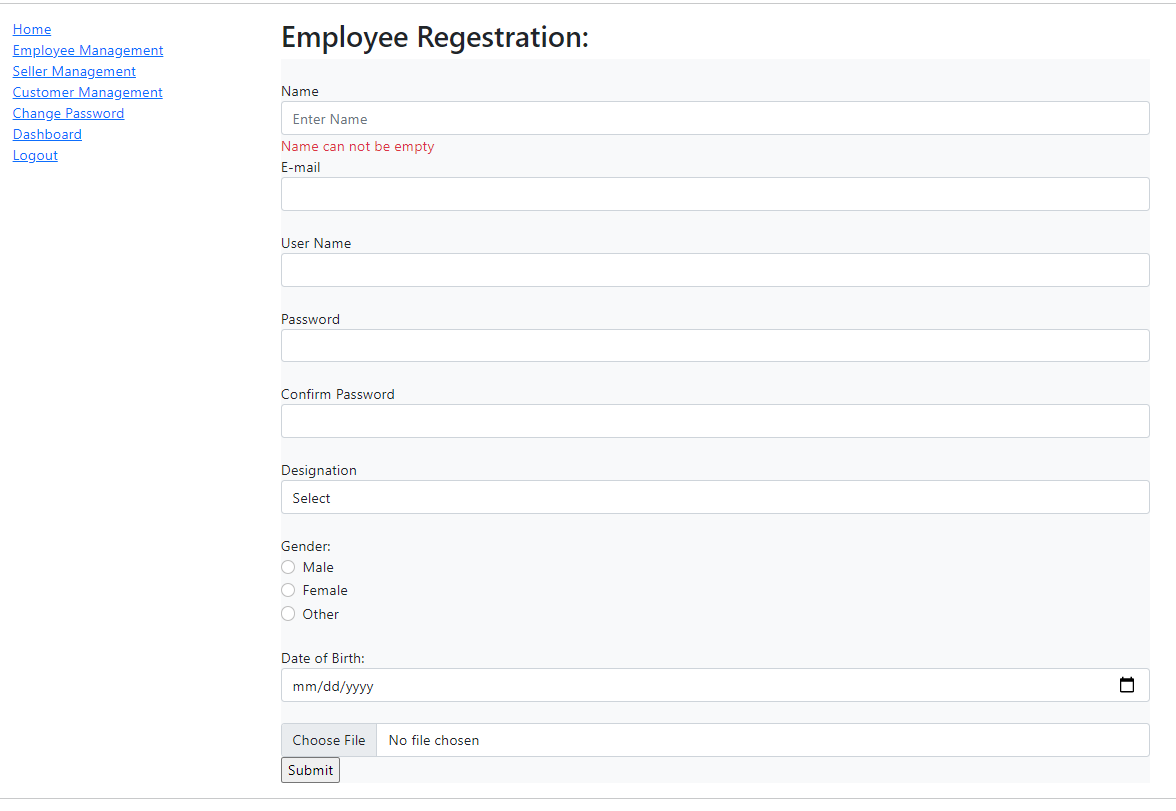 Home
Employee Management
Seller Management
Customer Management
Change Password
Dashboard
Logout
Employee Regestration:
Name
Enter Name
Name can not be empty
E-mail
User Name
Password
Confirm Password
Designation
Select
Gender:
Male
Female
Other
Date of Birth:
mm/dd/yyyy
Choose File No file chosen
Submit